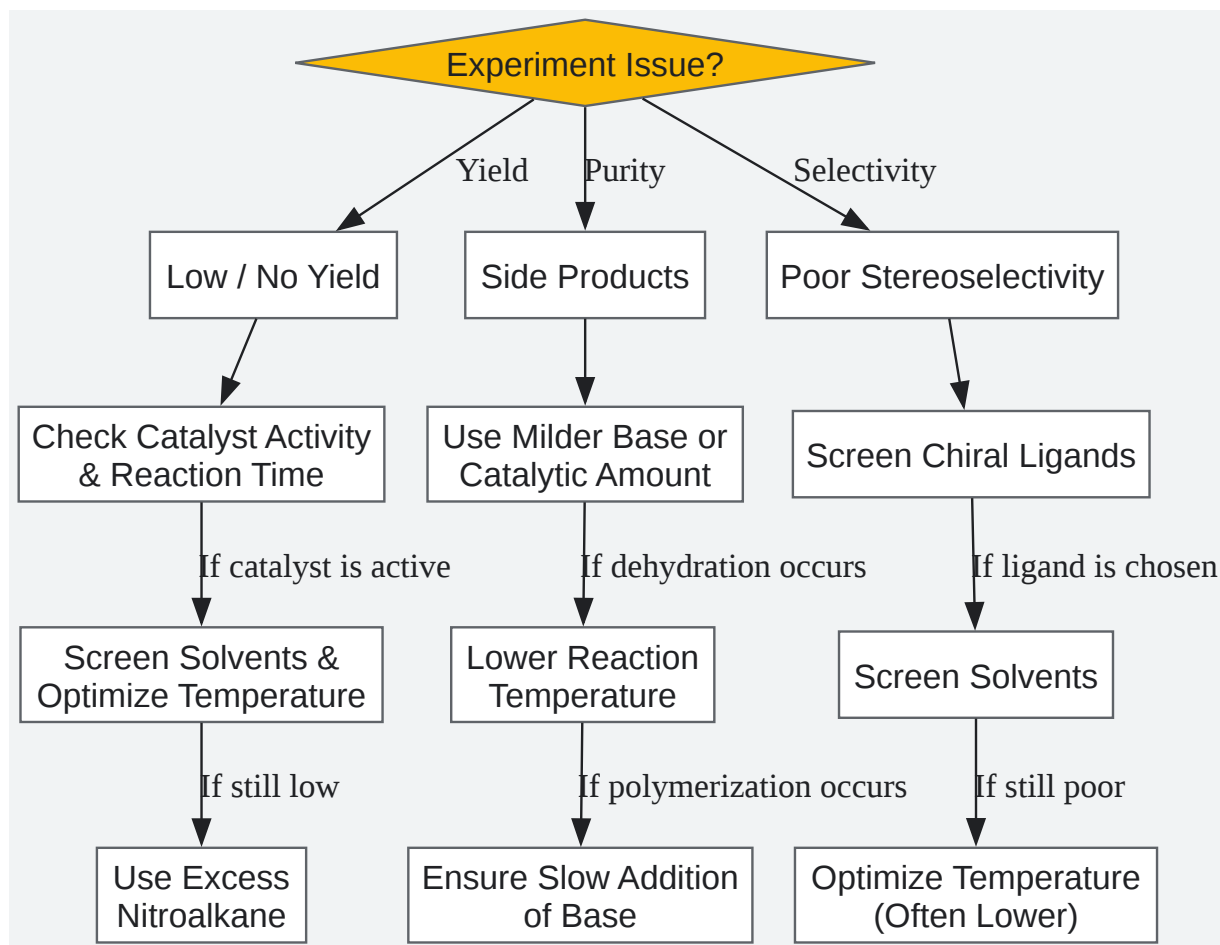 Experiment Issue?
Yield
Purity
Selectivity
Low / No Yield
Side Products
Poor Stereoselectivity
Check Catalyst Activity
& Reaction Time
Use Milder Base or
Catalytic Amount
Screen Chiral Ligands
If catalyst is active
If dehydration occurs
If ligand is chosen
Screen Solvents &
Optimize Temperature
Lower Reaction
Temperature
Screen Solvents
If still low
If polymerization occurs
If still poor
Use Excess
Nitroalkane
Ensure Slow Addition
of Base
Optimize Temperature
(Often Lower)